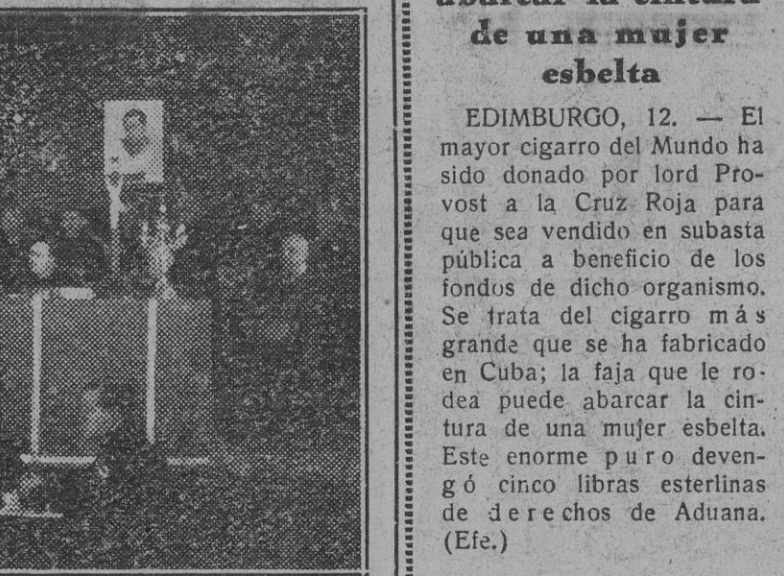 abarcar la cintura
de una mujer
esbelta
EDIMBURGO, 12. — El
mayor cigarro del Mundo ha
sido donado por lord Pro-
vost a la Cruz Roja para
que sea vendido en subasta
pública a beneficio de los
fondos de dicho organismo.
Se trata del cigarro más
grande que se ha fabricado
en Cuba; la faja que le ro-
dea puede abarcar la cin-
tura de una mujer esbelta.
Este enorme puro deven-
gó cinco libras esterlinas
de derechos de Aduana.
(Efe.)